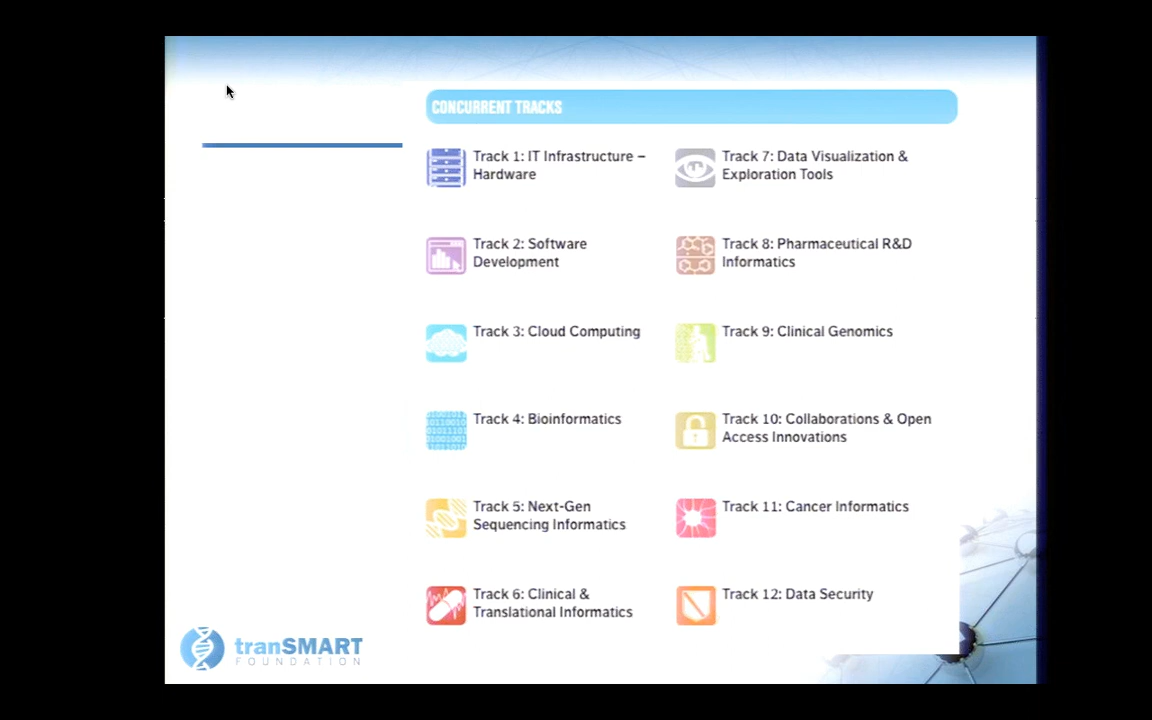 CONCURRENT TRACKS
Track 1: IT Infrastructure –
Hardware
Track 2: Software
Development
Track 3: Cloud Computing
Track 4: Bioinformatics
Track 5: Next-Gen
Sequencing Informatics
Track 6: Clinical &
Translational Informatics
Track 7: Data Visualization &
Exploration Tools
Track 8: Pharmaceutical R&D
Informatics
Track 9: Clinical Genomics
Track 10: Collaborations & Open
Access Innovations
Track 11: Cancer Informatics
Track 12: Data Security
tranSMART
FOUNDATION